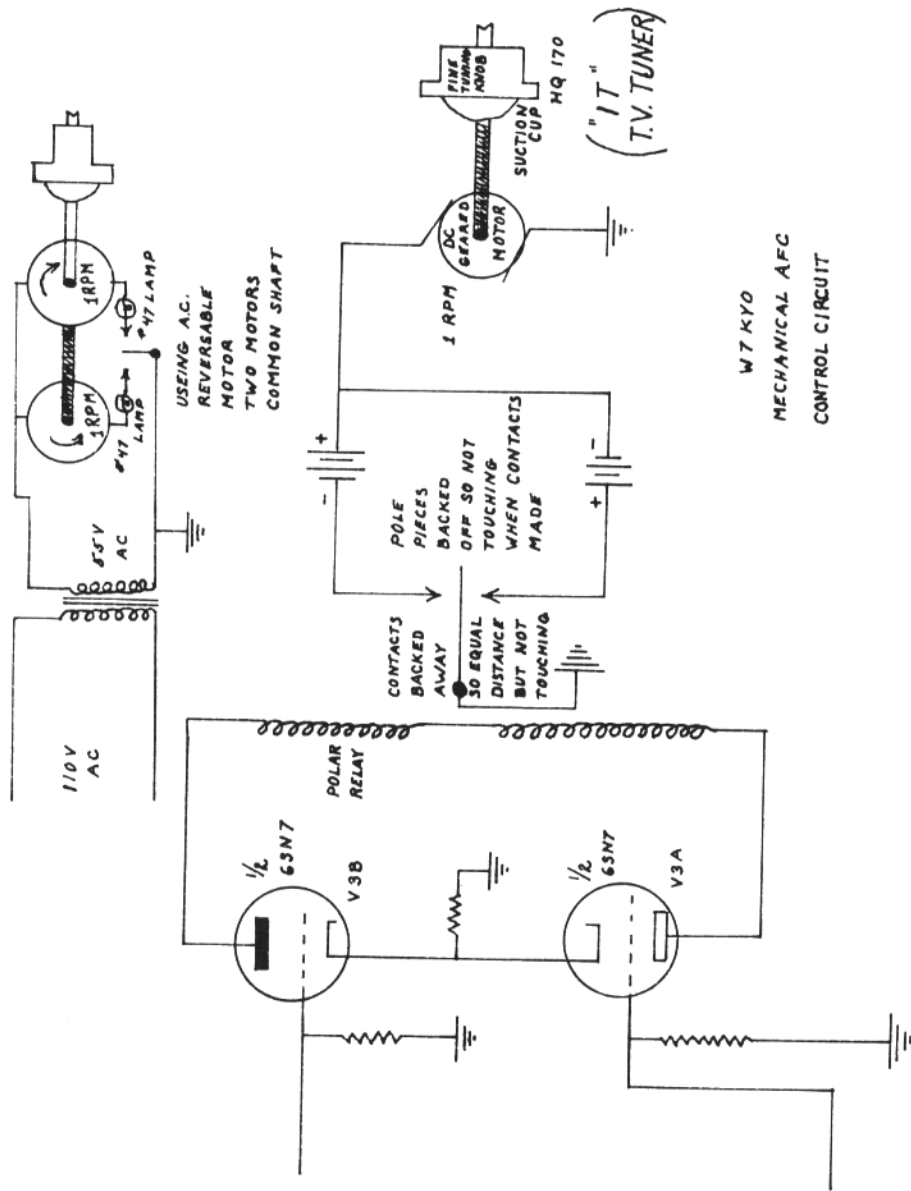 110V
AC
55V
AC
1RPM
1RPM
#47 LAMP
#47 LAMP
USEING A.C.
REVERSABLE
MOTOR
TWO MOTORS
COMMON SHAFT
FINE
TUNING
KNOB
SUCTION
CUP
HQ 170
("IT"
T.V. TUNER)
DC
GEARED
MOTOR
1 RPM
+
-
-
+
POLE
PIECES
BACKED
OFF SO NOT
TOUCHING
WHEN CONTACTS
MADE
CONTACTS
BACKED
AWAY
SO EQUAL
DISTANCE
BUT NOT
TOUCHING
POLAR
RELAY
1/2
6SN7
V3B
1/2
6SN7
V3A
W7KYO
MECHANICAL AFC
CONTROL CIRCUIT